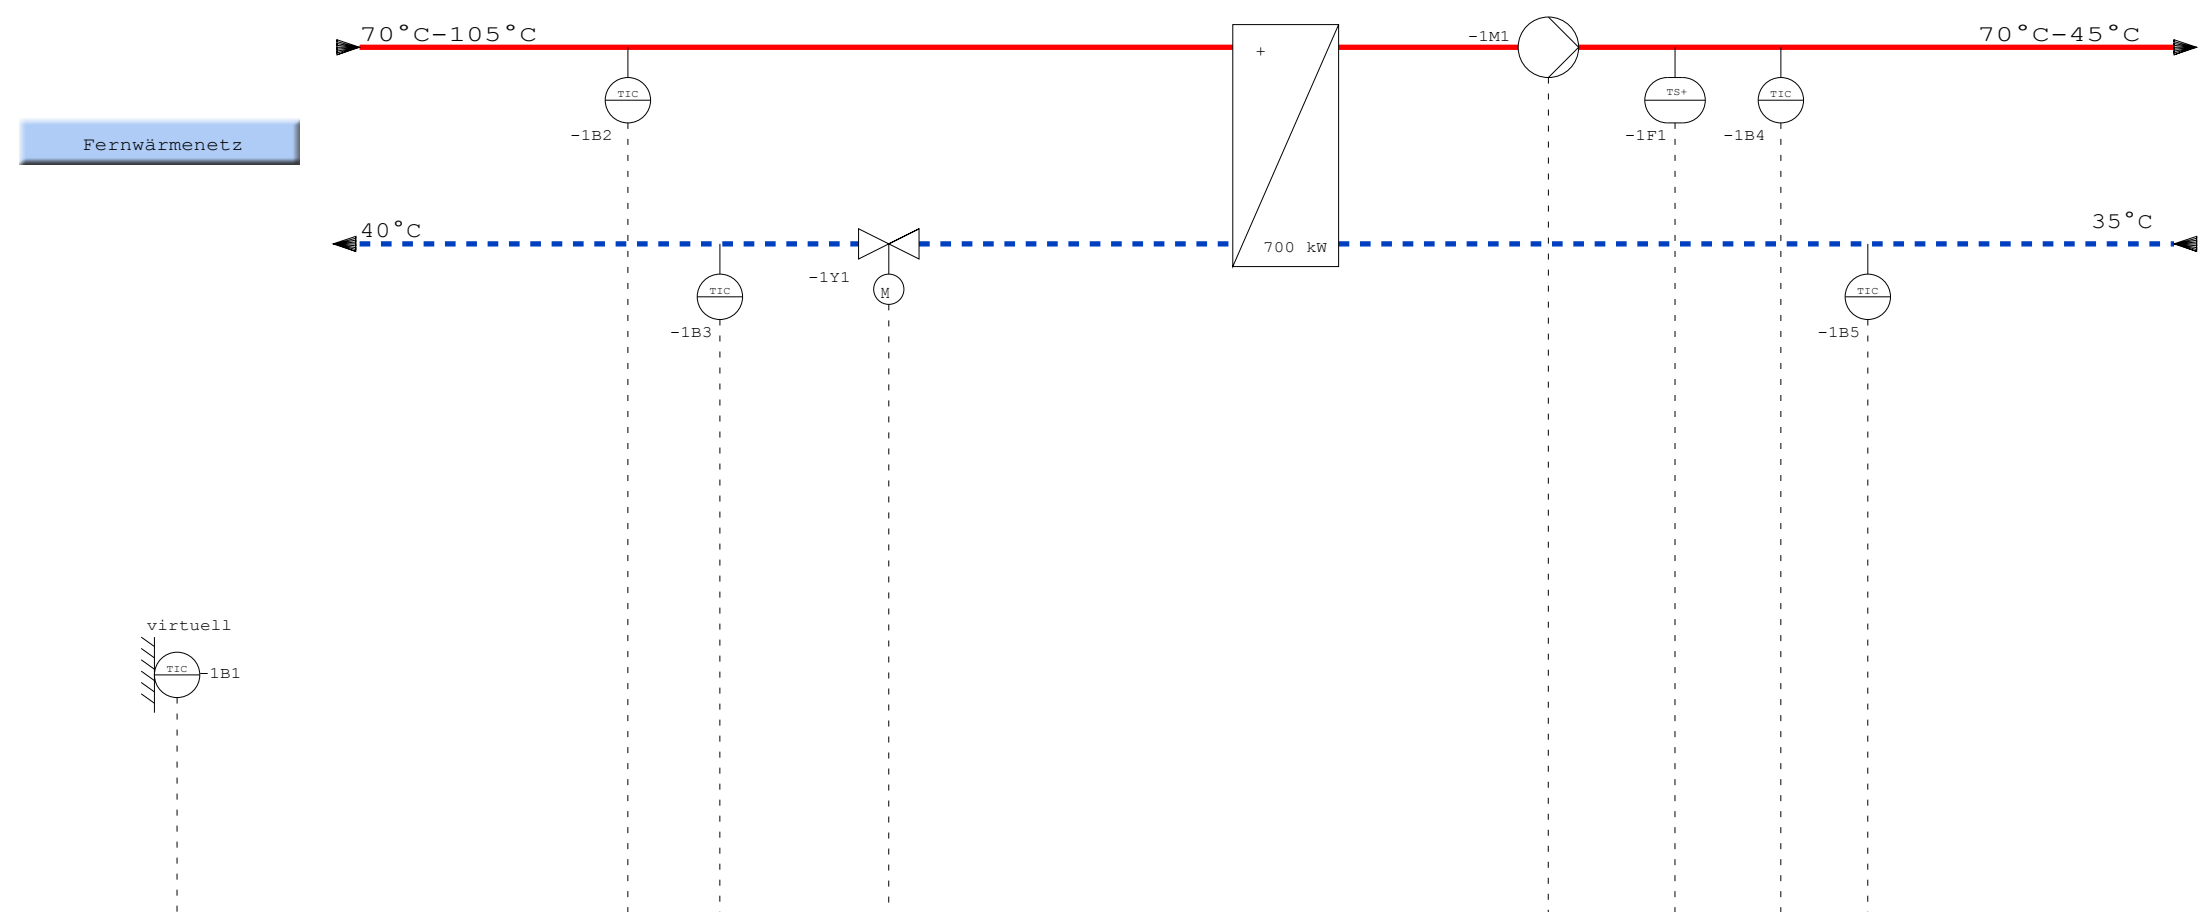 70°C-105°C
-1M1
70°C-45°C
+
TIC
TS+
TIC
-1B2
-1F1
-1B4
Fernwärmenetz
40°C
35°C
700 kW
-1Y1
TIC
M
TIC
-1B3
-1B5
virtuell
TIC
-1B1